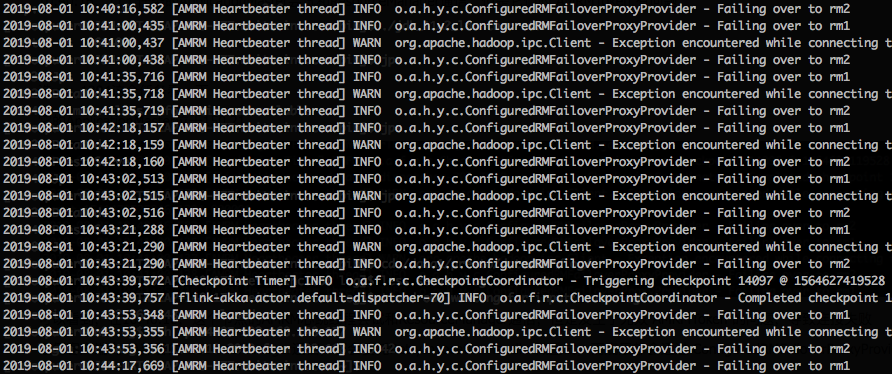 2019-08-01 10:40:16,582 [AMRM Heartbeater thread] INFO  o.a.h.y.c.ConfiguredRMFailoverProxyProvider - Failing over to rm2
2019-08-01 10:41:00,435 [AMRM Heartbeater thread] INFO  o.a.h.y.c.ConfiguredRMFailoverProxyProvider - Failing over to rm1
2019-08-01 10:41:00,437 [AMRM Heartbeater thread] WARN  org.apache.hadoop.ipc.Client - Exception encountered while connecting t
2019-08-01 10:41:00,438 [AMRM Heartbeater thread] INFO  o.a.h.y.c.ConfiguredRMFailoverProxyProvider - Failing over to rm2
2019-08-01 10:41:35,716 [AMRM Heartbeater thread] INFO  o.a.h.y.c.ConfiguredRMFailoverProxyProvider - Failing over to rm1
2019-08-01 10:41:35,718 [AMRM Heartbeater thread] WARN  org.apache.hadoop.ipc.Client - Exception encountered while connecting t
2019-08-01 10:41:35,719 [AMRM Heartbeater thread] INFO  o.a.h.y.c.ConfiguredRMFailoverProxyProvider - Failing over to rm2
2019-08-01 10:42:18,157 [AMRM Heartbeater thread] INFO  o.a.h.y.c.ConfiguredRMFailoverProxyProvider - Failing over to rm1
2019-08-01 10:42:18,159 [AMRM Heartbeater thread] WARN  org.apache.hadoop.ipc.Client - Exception encountered while connecting t
2019-08-01 10:42:18,160 [AMRM Heartbeater thread] INFO  o.a.h.y.c.ConfiguredRMFailoverProxyProvider - Failing over to rm2
2019-08-01 10:43:02,513 [AMRM Heartbeater thread] INFO  o.a.h.y.c.ConfiguredRMFailoverProxyProvider - Failing over to rm1
2019-08-01 10:43:02,515 [AMRM Heartbeater thread] WARN  org.apache.hadoop.ipc.Client - Exception encountered while connecting t
2019-08-01 10:43:02,516 [AMRM Heartbeater thread] INFO  o.a.h.y.c.ConfiguredRMFailoverProxyProvider - Failing over to rm2
2019-08-01 10:43:21,288 [AMRM Heartbeater thread] INFO  o.a.h.y.c.ConfiguredRMFailoverProxyProvider - Failing over to rm1
2019-08-01 10:43:21,290 [AMRM Heartbeater thread] WARN  org.apache.hadoop.ipc.Client - Exception encountered while connecting t
2019-08-01 10:43:21,290 [AMRM Heartbeater thread] INFO  o.a.h.y.c.ConfiguredRMFailoverProxyProvider - Failing over to rm2
2019-08-01 10:43:39,572 [Checkpoint Timer] INFO  o.a.f.r.c.CheckpointCoordinator - Triggering checkpoint 14097 @ 1564627419528
2019-08-01 10:43:39,757 [flink-akka.actor.default-dispatcher-70] INFO  o.a.f.r.c.CheckpointCoordinator - Completed checkpoint 1
2019-08-01 10:43:53,348 [AMRM Heartbeater thread] INFO  o.a.h.y.c.ConfiguredRMFailoverProxyProvider - Failing over to rm1
2019-08-01 10:43:53,355 [AMRM Heartbeater thread] WARN  org.apache.hadoop.ipc.Client - Exception encountered while connecting t
2019-08-01 10:43:53,356 [AMRM Heartbeater thread] INFO  o.a.h.y.c.ConfiguredRMFailoverProxyProvider - Failing over to rm2
2019-08-01 10:44:17,669 [AMRM Heartbeater thread] INFO  o.a.h.y.c.ConfiguredRMFailoverProxyProvider - Failing over to rm1